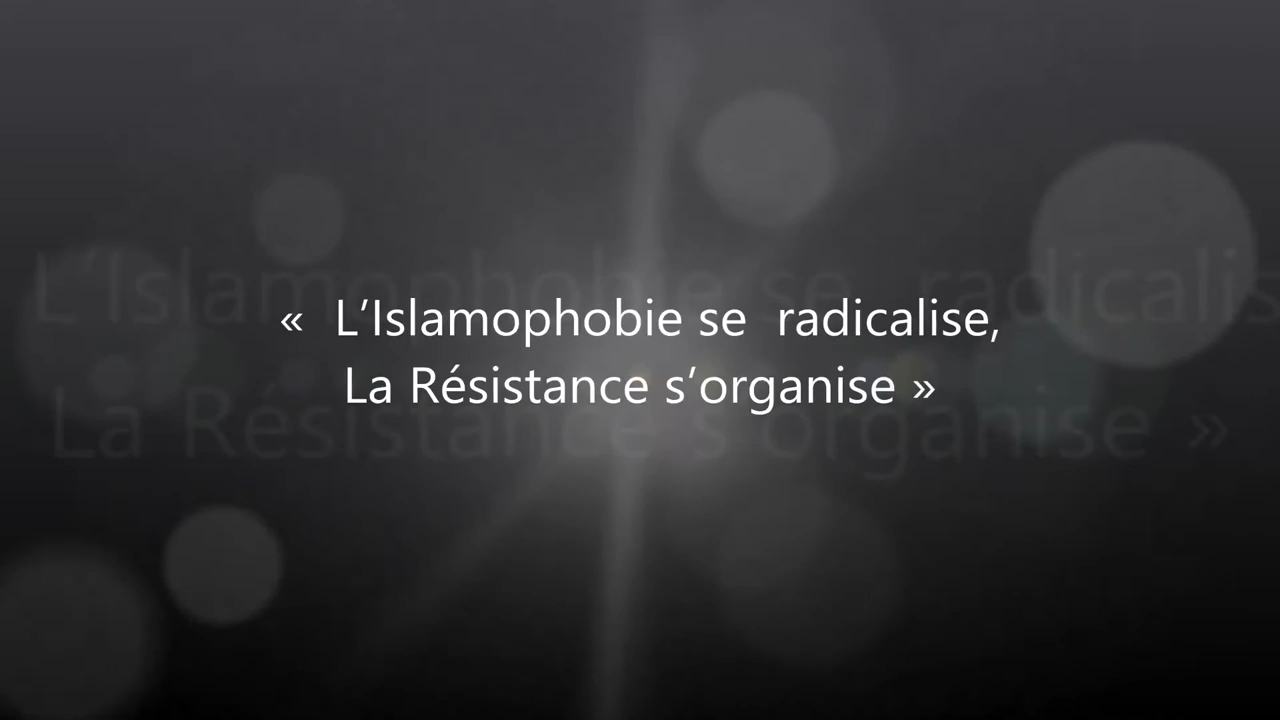 « L’Islamophobie se radicalise,
La Résistance s’organise »